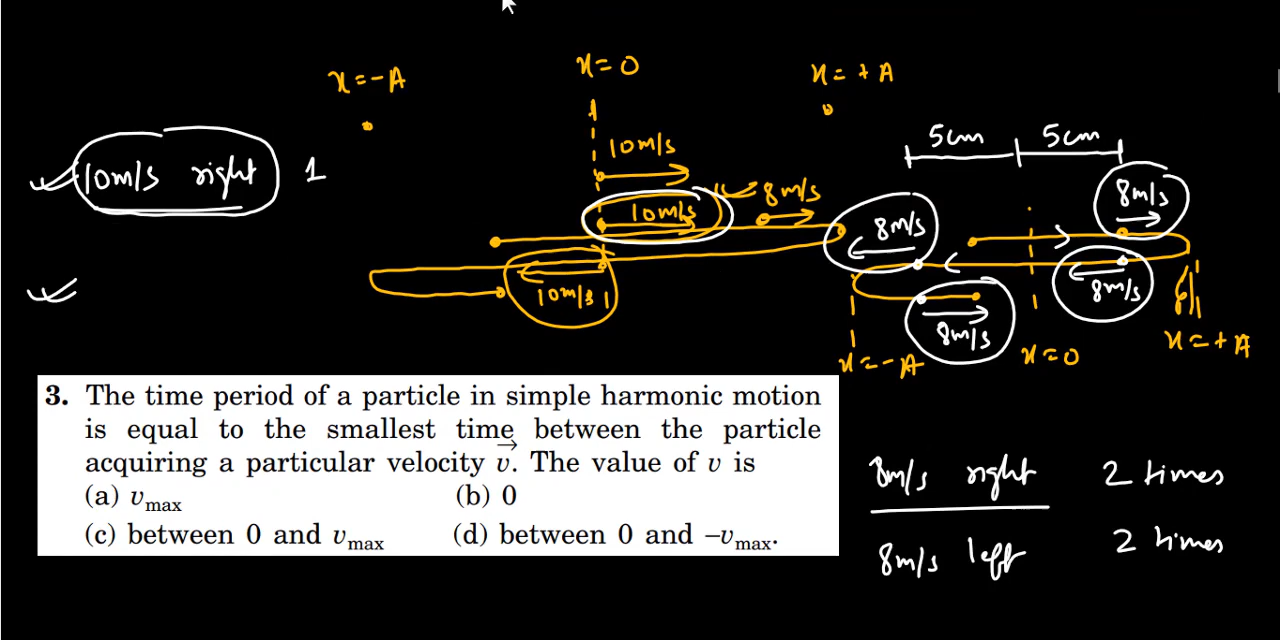 x = -A
x = 0
x = + A
10m/s right 1
10m/s
8m/s
10m/s
10m/s 1
5cm 5cm
8m/s
8m/s
8m/s
8m/s
x = -A
x = 0
x = + A
3. The time period of a particle in simple harmonic motion
is equal to the smallest time between the particle
acquiring a particular velocity v⃗. The value of v is
(a) vmax (b) 0
(c) between 0 and vmax (d) between 0 and –vmax.
8m/s right 2 times
8m/s left 2 times